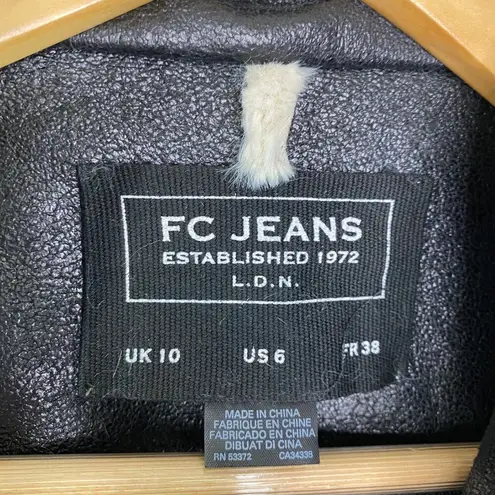 FC JEANS
ESTABLISHED 1972
L.D.N.
UK 10 US 6 FR 38
MADE IN CHINA
FABRIQUE EN CHINE
FABRICADO EN CHINA
DIBUAT DI CINA
RN 53372 CA34338